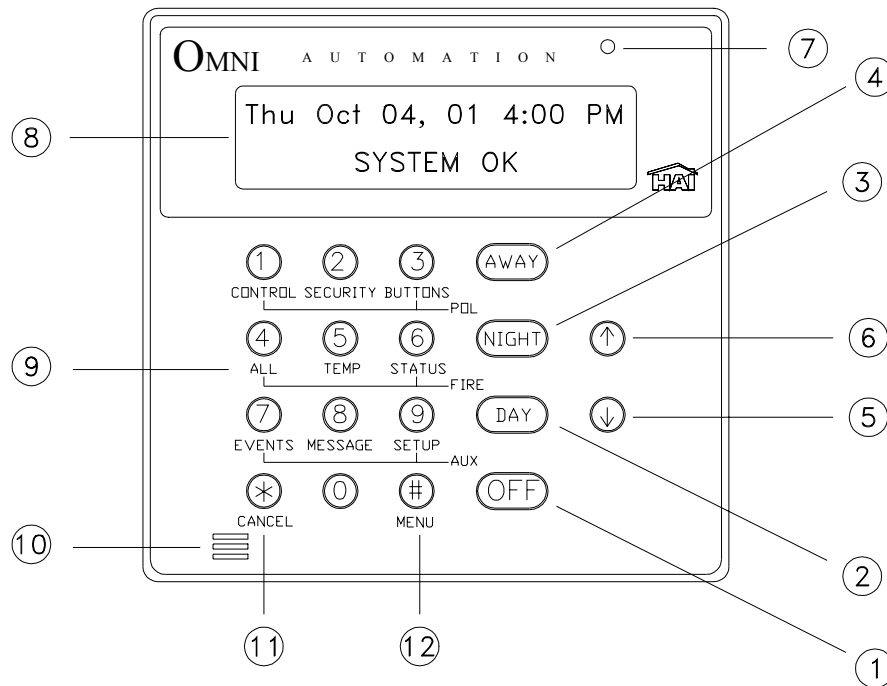 OMNI AUTOMATION
7
4
Thu Oct 04, 01 4:00 PM
8
SYSTEM OK
HAI
3
1 2 3 AWAY
CONTROL SECURITY BUTTONS
POL
4 5 6 NIGHT ↑
6
9
ALL TEMP STATUS
FIRE
7 8 9 DAY ↓
5
EVENTS MESSAGE SETUP
AUX
* 0 # OFF
CANCEL MENU
10
2
11 12
1